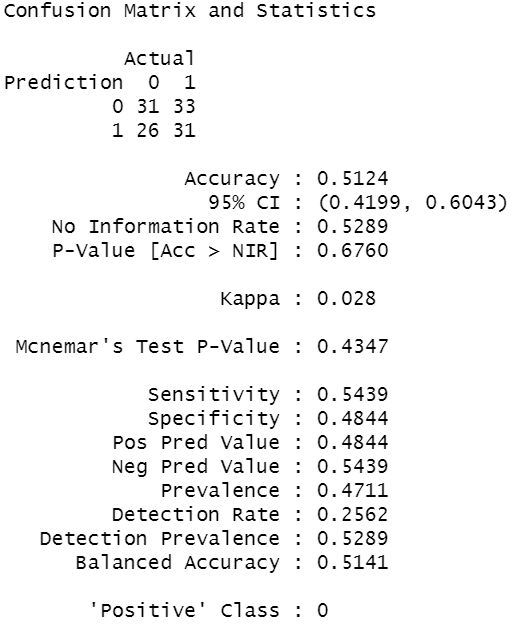 Confusion Matrix and Statistics
Actual
Prediction 0 1
0 31 33
1 26 31
Accuracy : 0.5124
95% CI : (0.4199, 0.6043)
No Information Rate : 0.5289
P-Value [Acc > NIR] : 0.6760
Kappa : 0.028
Mcnemar's Test P-Value : 0.4347
Sensitivity : 0.5439
Specificity : 0.4844
Pos Pred Value : 0.4844
Neg Pred Value : 0.5439
Prevalence : 0.4711
Detection Rate : 0.2562
Detection Prevalence : 0.5289
Balanced Accuracy : 0.5141
'Positive' Class : 0